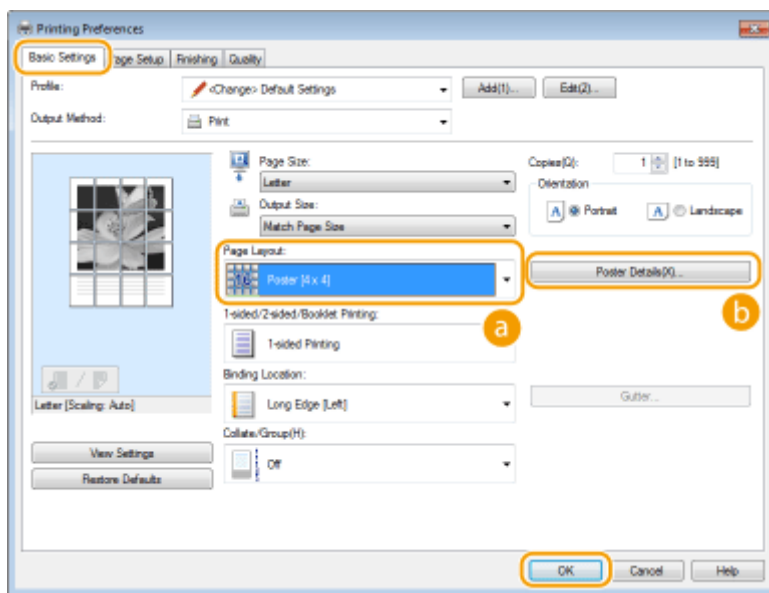 Printing Preferences
Basic Settings Page Setup Finishing Quality
Profile: <Change> Default Settings Add(1)... Edit(2)...
Output Method: Print
Page Size:
Letter
Output Size:
Match Page Size
Copies(Q): 1 [1 to 999]
Orientation
A Portrait A Landscape
Page Layout:
16 Poster [4 x 4]
a
Poster Details(X)...
b
1-sided/2-sided/Booklet Printing:
1-sided Printing
Binding Location:
Long Edge [Left]
Gutter...
Letter [Scaling: Auto]
Collate/Group(H):
Off
View Settings
Restore Defaults
OK Cancel Help